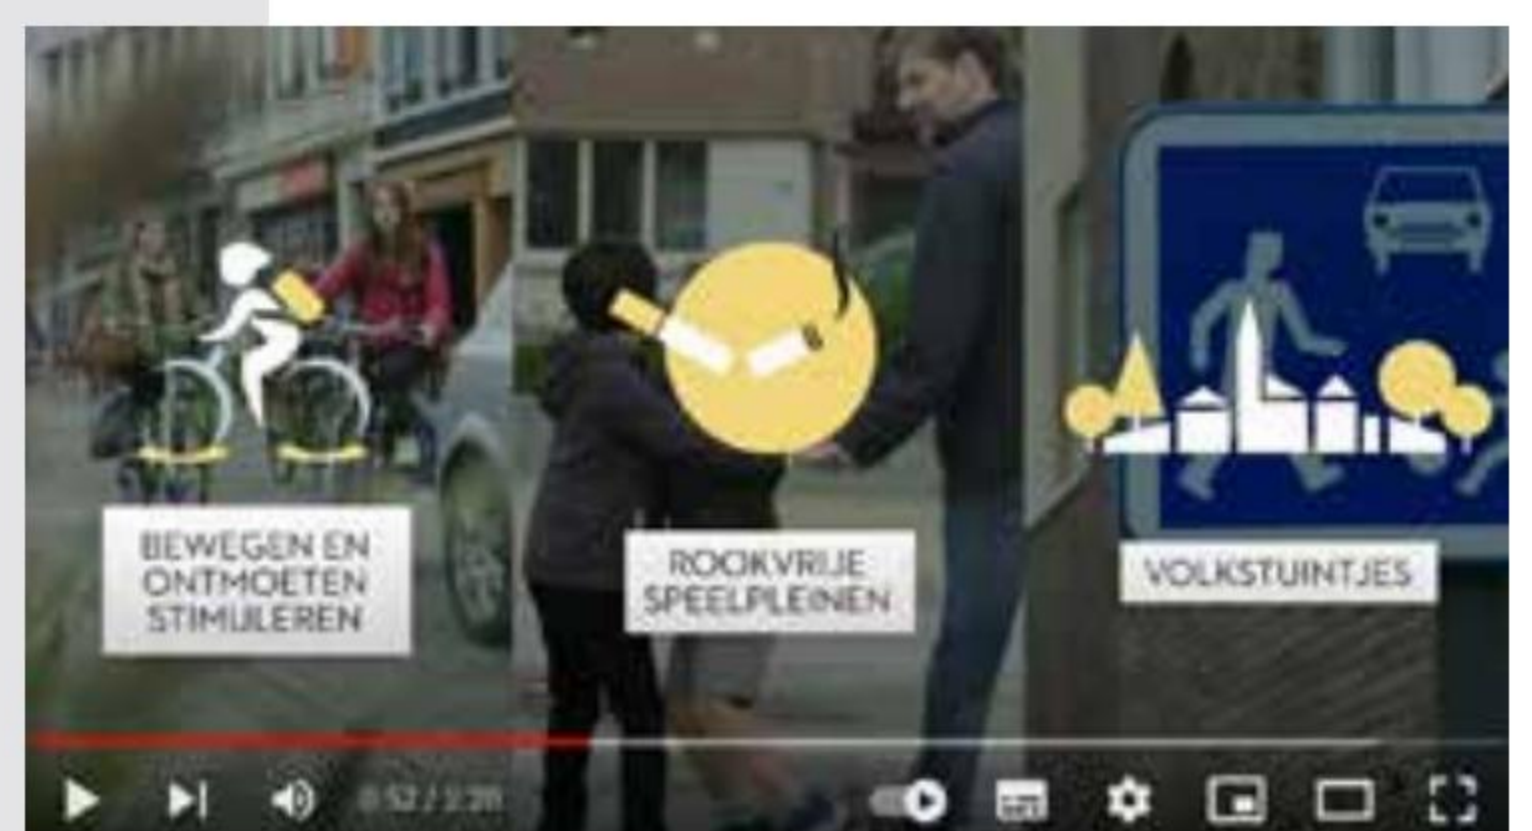 BEWEGEN EN
ONTMOETEN
STIMULEREN
ROOKVRIJE
SPEELPLEINEN
VOLKSTUINTJES